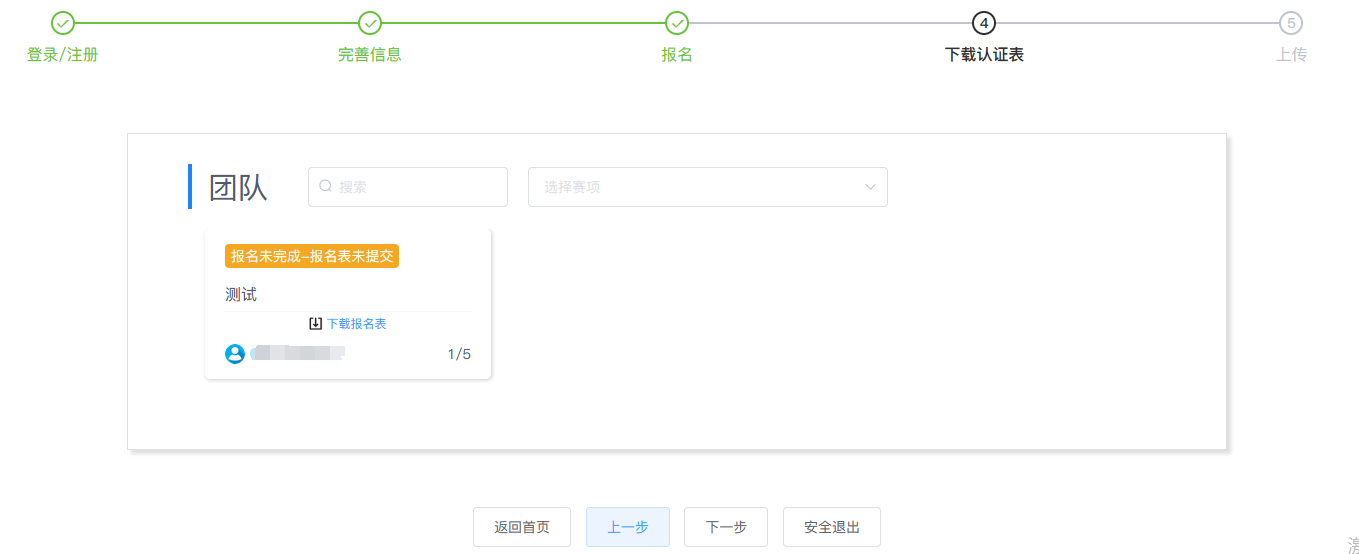 4
5
登录/注册
完善信息
报名
下载认证表
上传
团队
搜索
选择赛项
报名未完成-报名表未提交
测试
下载报名表
1/5
返回首页
上一步
下一步
安全退出